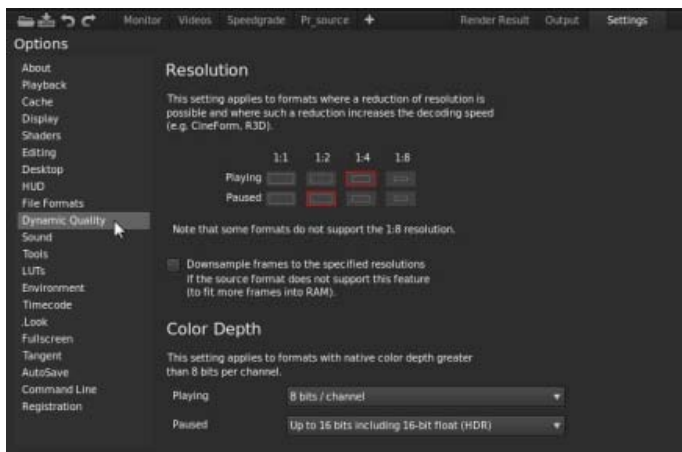 Monitor Videos Speedgrade Pr_source + Render Result Output Settings
Options
About
Playback
Cache
Display
Shaders
Editing
Desktop
HUD
File Formats
Dynamic Quality
Sound
Tools
LUTs
Environment
Timecode
.Look
Fullscreen
Tangent
AutoSave
Command Line
Registration
Resolution
This setting applies to formats where a reduction of resolution is
possible and where such a reduction increases the decoding speed
(e.g. CineForm, R3D).
1:1 1:2 1:4 1:8
Playing
Paused
Note that some formats do not support the 1:8 resolution.
Downsample frames to the specified resolutions
if the source format does not support this feature
(to fit more frames into RAM).
Color Depth
This setting applies to formats with native color depth greater
than 8 bits per channel.
Playing 8 bits / channel
Paused Up to 16 bits including 16-bit float (HDR)